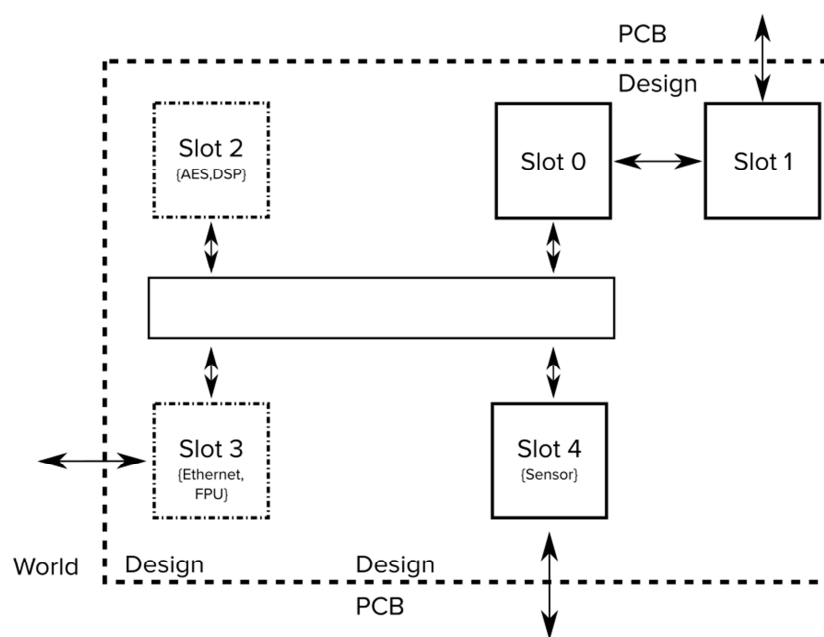 PCB
Design
Slot 2
{AES,DSP}
Slot 0
Slot 1
Slot 3
{Ethernet,
FPU}
Slot 4
{Sensor}
World
Design
Design
PCB